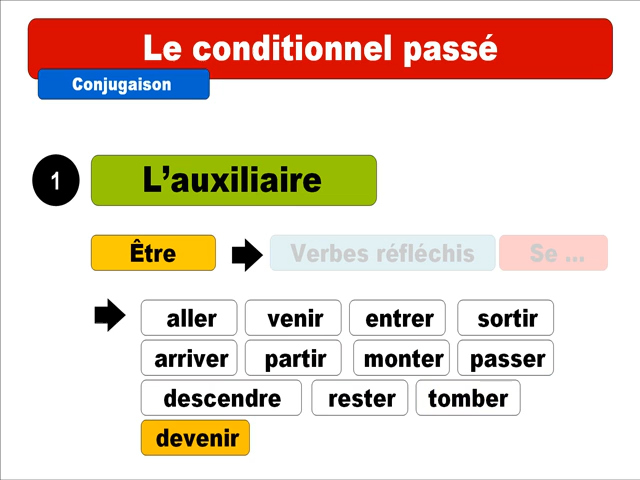 Le conditionnel passé
Conjugaison
1 L’auxiliaire
Être Verbes réfléchis Se ...
aller venir entrer sortir
arriver partir monter passer
descendre rester tomber
devenir